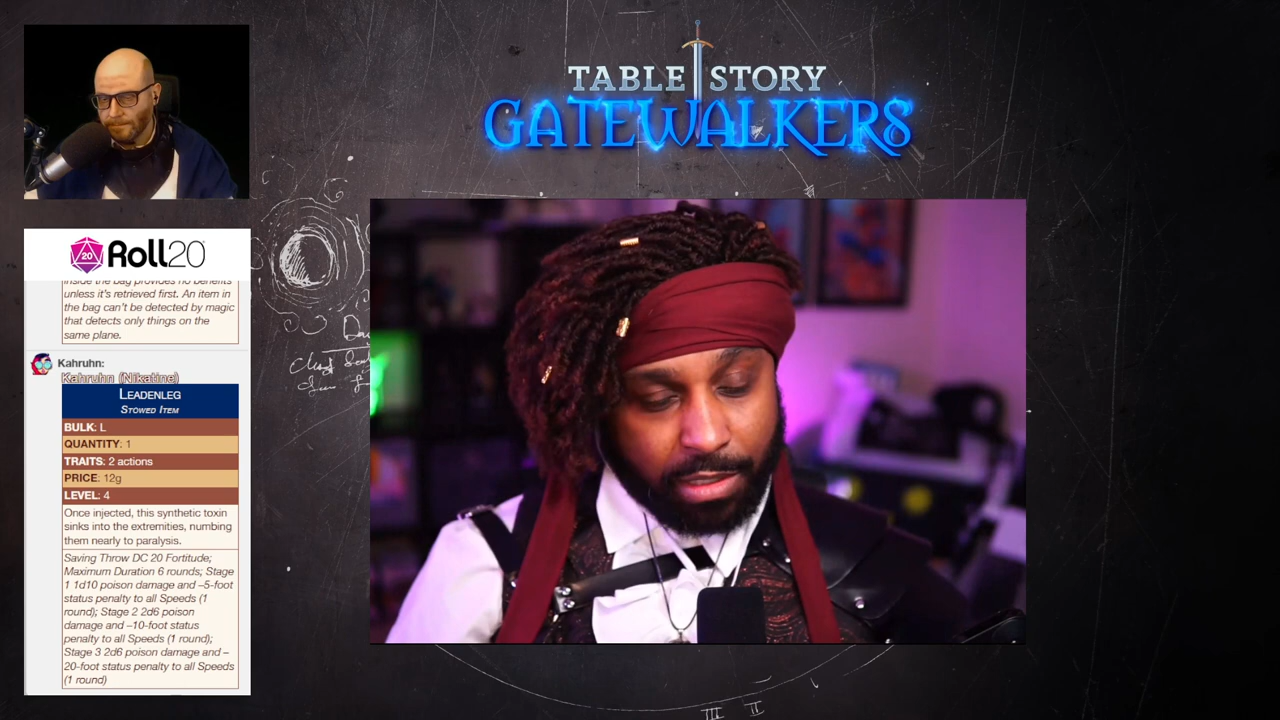 TABLE STORY
GATEWALKERS
20 Roll20
inside the bag provides no benefits
unless it's retrieved first. An item in
the bag can't be detected by magic
that detects only things on the
same plane.
Kahruhn:
Kahruhn (Nikatine)
LEADENLEG
STOWED ITEM
BULK: L
QUANTITY: 1
TRAITS: 2 actions
PRICE: 12g
LEVEL: 4
Once injected, this synthetic toxin
sinks into the extremities, numbing
them nearly to paralysis.
Saving Throw DC 20 Fortitude;
Maximum Duration 6 rounds; Stage
1 1d10 poison damage and –5-foot
status penalty to all Speeds (1
round); Stage 2 2d6 poison
damage and –10-foot status
penalty to all Speeds (1 round);
Stage 3 2d6 poison damage and –
20-foot status penalty to all Speeds
(1 round)
III II